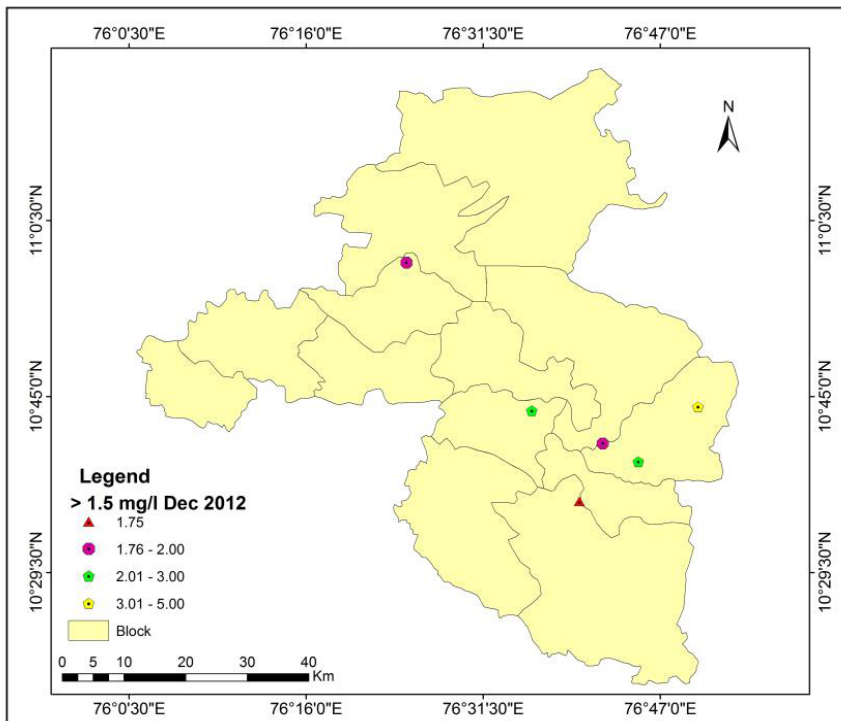 76°0'30"E 76°16'0"E 76°31'30"E 76°47'0"E
N
11°0'30"N 11°0'30"N
10°45'0"N 10°45'0"N
10°29'30"N 10°29'30"N
Legend
> 1.5 mg/l Dec 2012
1.75
1.76 - 2.00
2.01 - 3.00
3.01 - 5.00
Block
0 5 10 20 30 40
Km
76°0'30"E 76°16'0"E 76°31'30"E 76°47'0"E